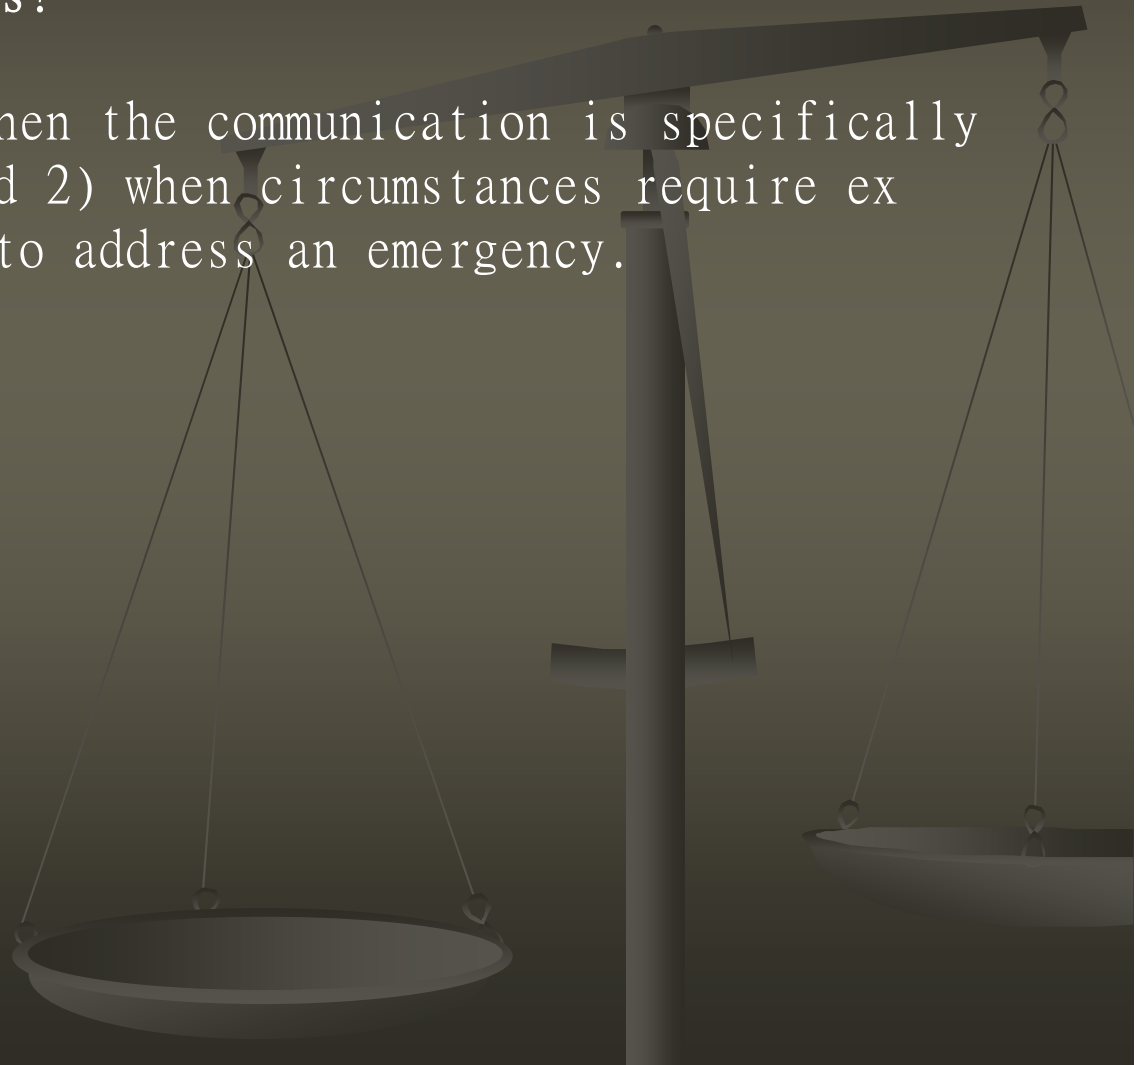 s?
hen the communication is specifically
d 2) when circumstances require ex
to address an emergency.